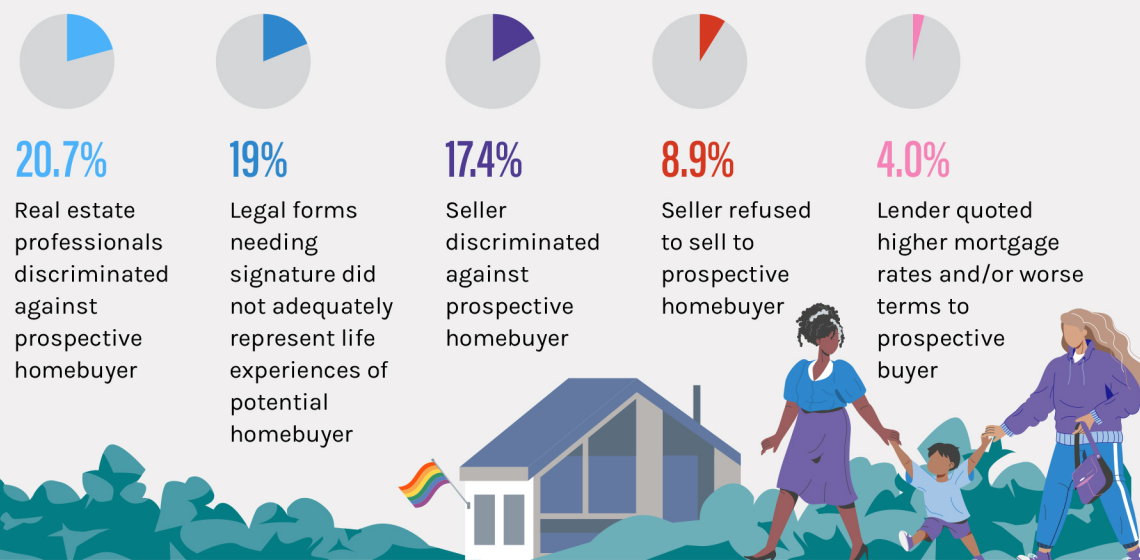 20.7%
Real estate
professionals
discriminated
against
prospective
homebuyer
19%
Legal forms
needing
signature did
not adequately
represent life
experiences of
potential
homebuyer
17.4%
Seller
discriminated
against
prospective
homebuyer
8.9%
Seller refused
to sell to
prospective
homebuyer
4.0%
Lender quoted
higher mortgage
rates and/or worse
terms to
prospective
buyer